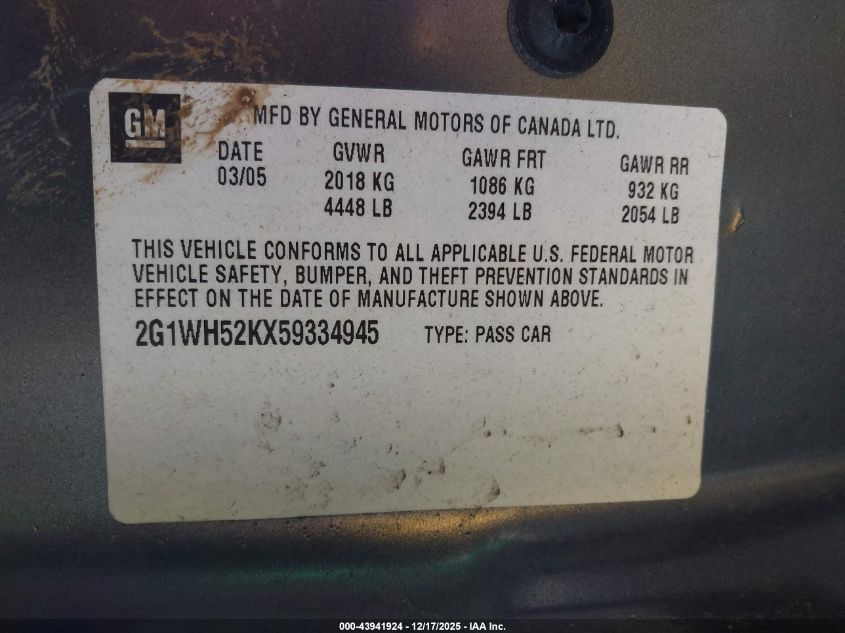 GM
MFD BY GENERAL MOTORS OF CANADA LTD.
DATE GVWR GAWR FRT GAWR RR
03/05 2018 KG 1086 KG 932 KG
4448 LB 2394 LB 2054 LB
THIS VEHICLE CONFORMS TO ALL APPLICABLE U.S. FEDERAL MOTOR
VEHICLE SAFETY, BUMPER, AND THEFT PREVENTION STANDARDS IN
EFFECT ON THE DATE OF MANUFACTURE SHOWN ABOVE.
2G1WH52KX59334945 TYPE: PASS CAR
000-43941924 - 12/17/2025 - IAA Inc.